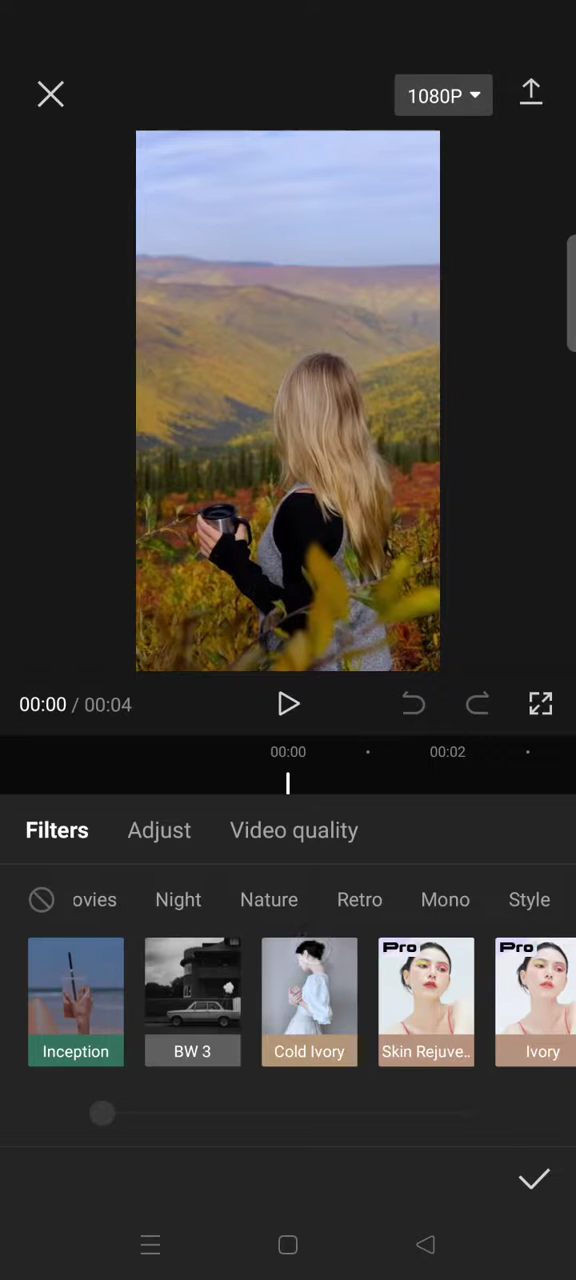 1080P
00:00 / 00:04
00:00 00:02
Filters Adjust Video quality
ovies Night Nature Retro Mono Style
Pro Pro
Inception BW 3 Cold Ivory Skin Rejuve.. Ivory